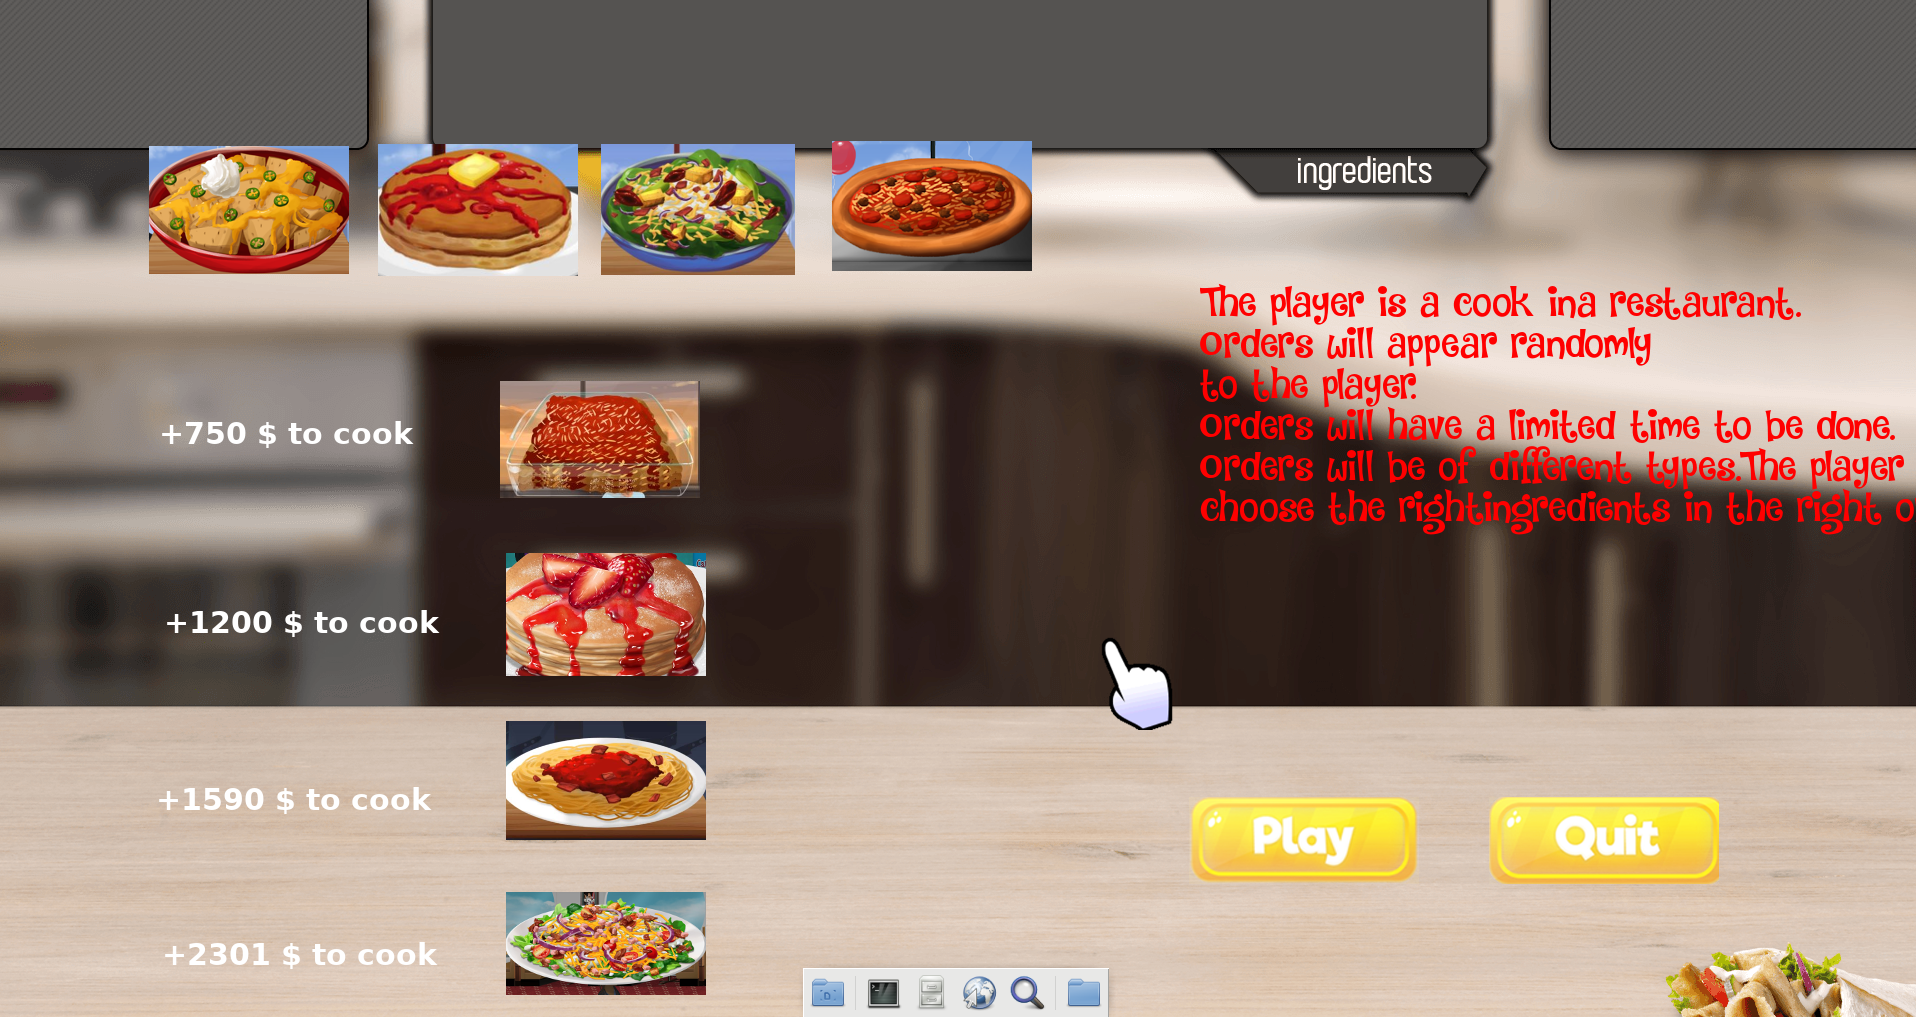 ingredients
The player is a cook ina restaurant.
Orders will appear randomly
to the player.
Orders will have a limited time to be done.
Orders will be of different types.The player
choose the rightingredients in the right o
+750 $ to cook
+1200 $ to cook
+1590 $ to cook
+2301 $ to cook
Play
Quit